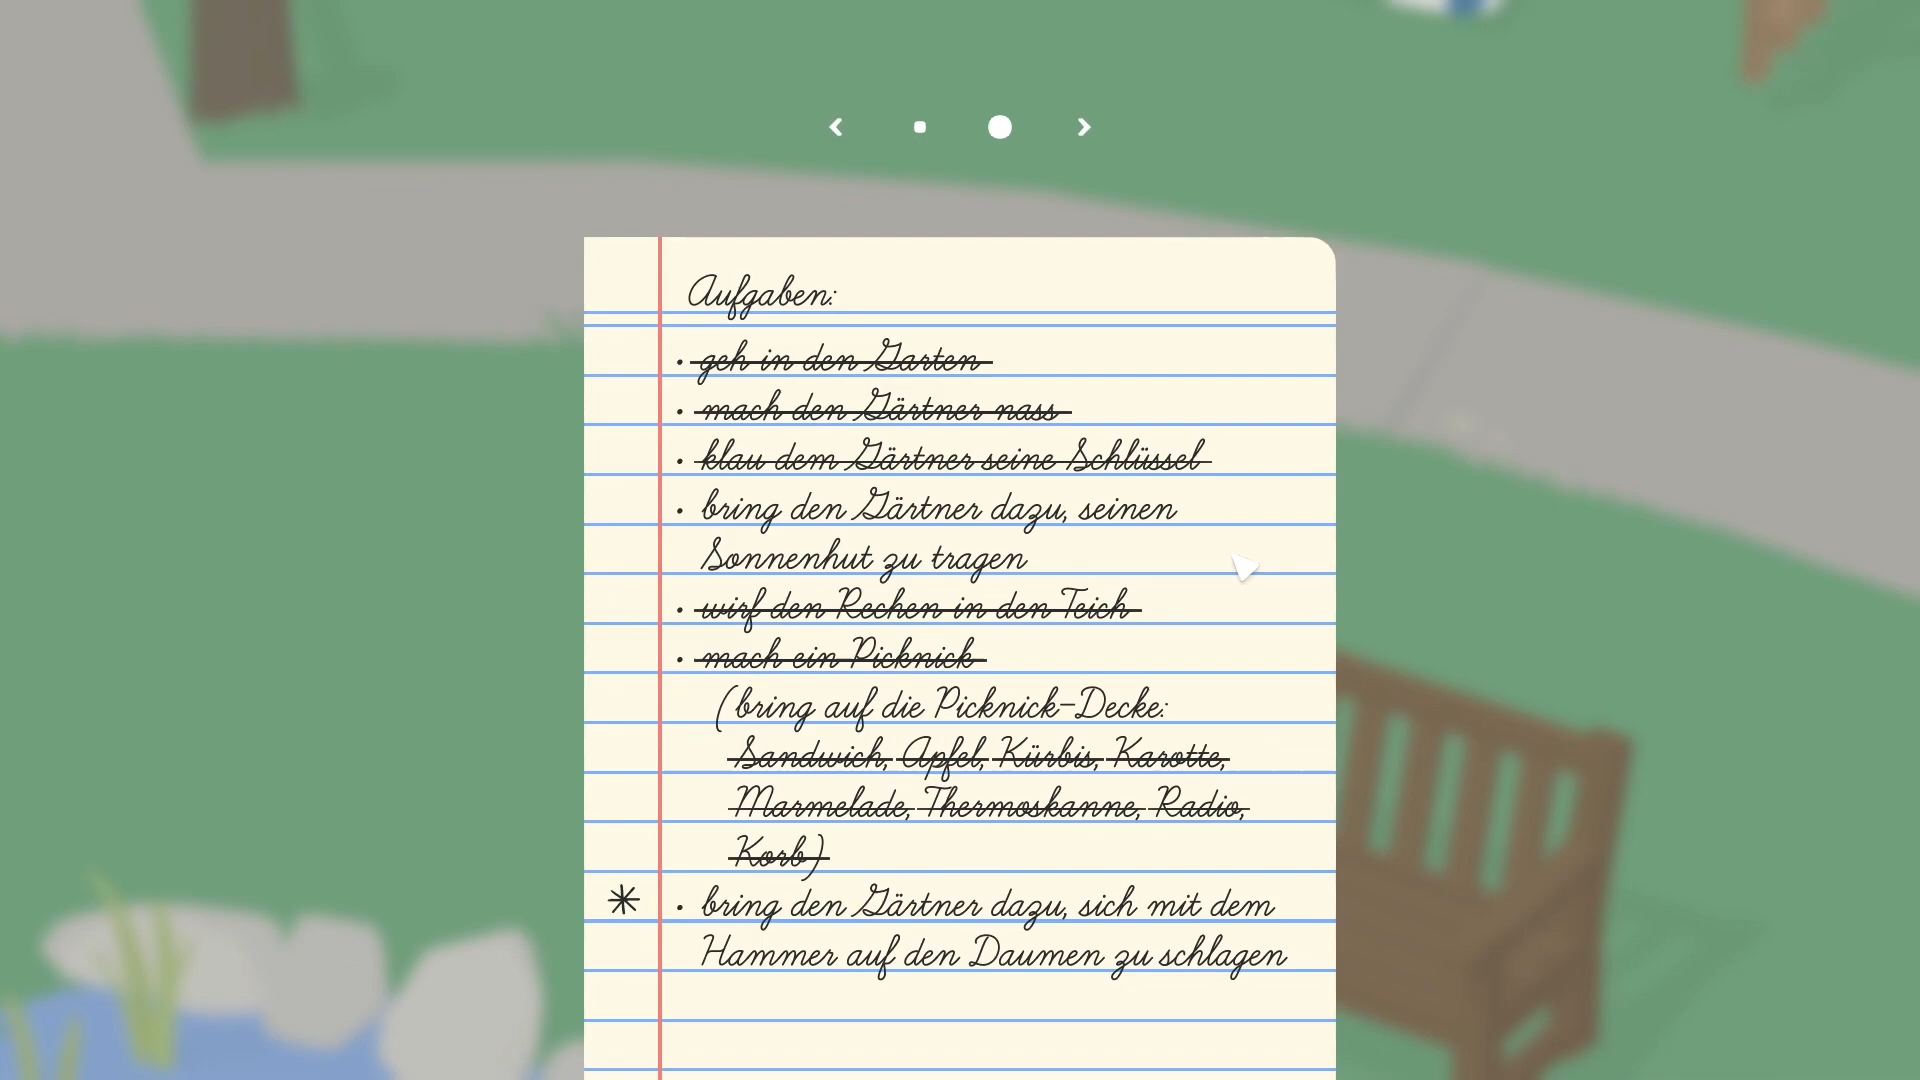 Aufgaben:
• geh in den Garten
• mach den Gärtner nass
• klau dem Gärtner seine Schlüssel
• bring den Gärtner dazu, seinen
Sonnenhut zu tragen
• wirf den Rechen in den Teich
• mach ein Picknick
(bring auf die Picknick-Decke:
Sandwich, Apfel, Kürbis, Karotte,
Marmelade, Thermoskanne, Radio,
Korb)
* • bring den Gärtner dazu, sich mit dem
Hammer auf den Daumen zu schlagen